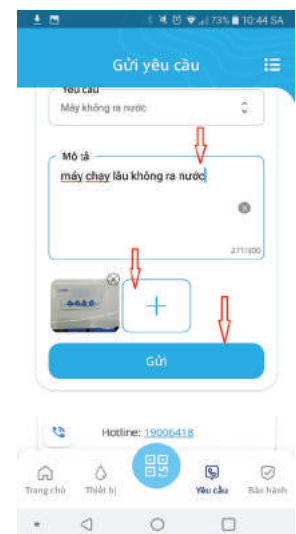 73% 10:44 SA
Gửi yêu cầu
Yêu cầu
Máy không ra nước
Mô tả
máy chạy lâu không ra nước
271/300
Gửi
Hotline: 19006418
Trang chủ
Thiết bị
Yêu cầu
Bảo hành